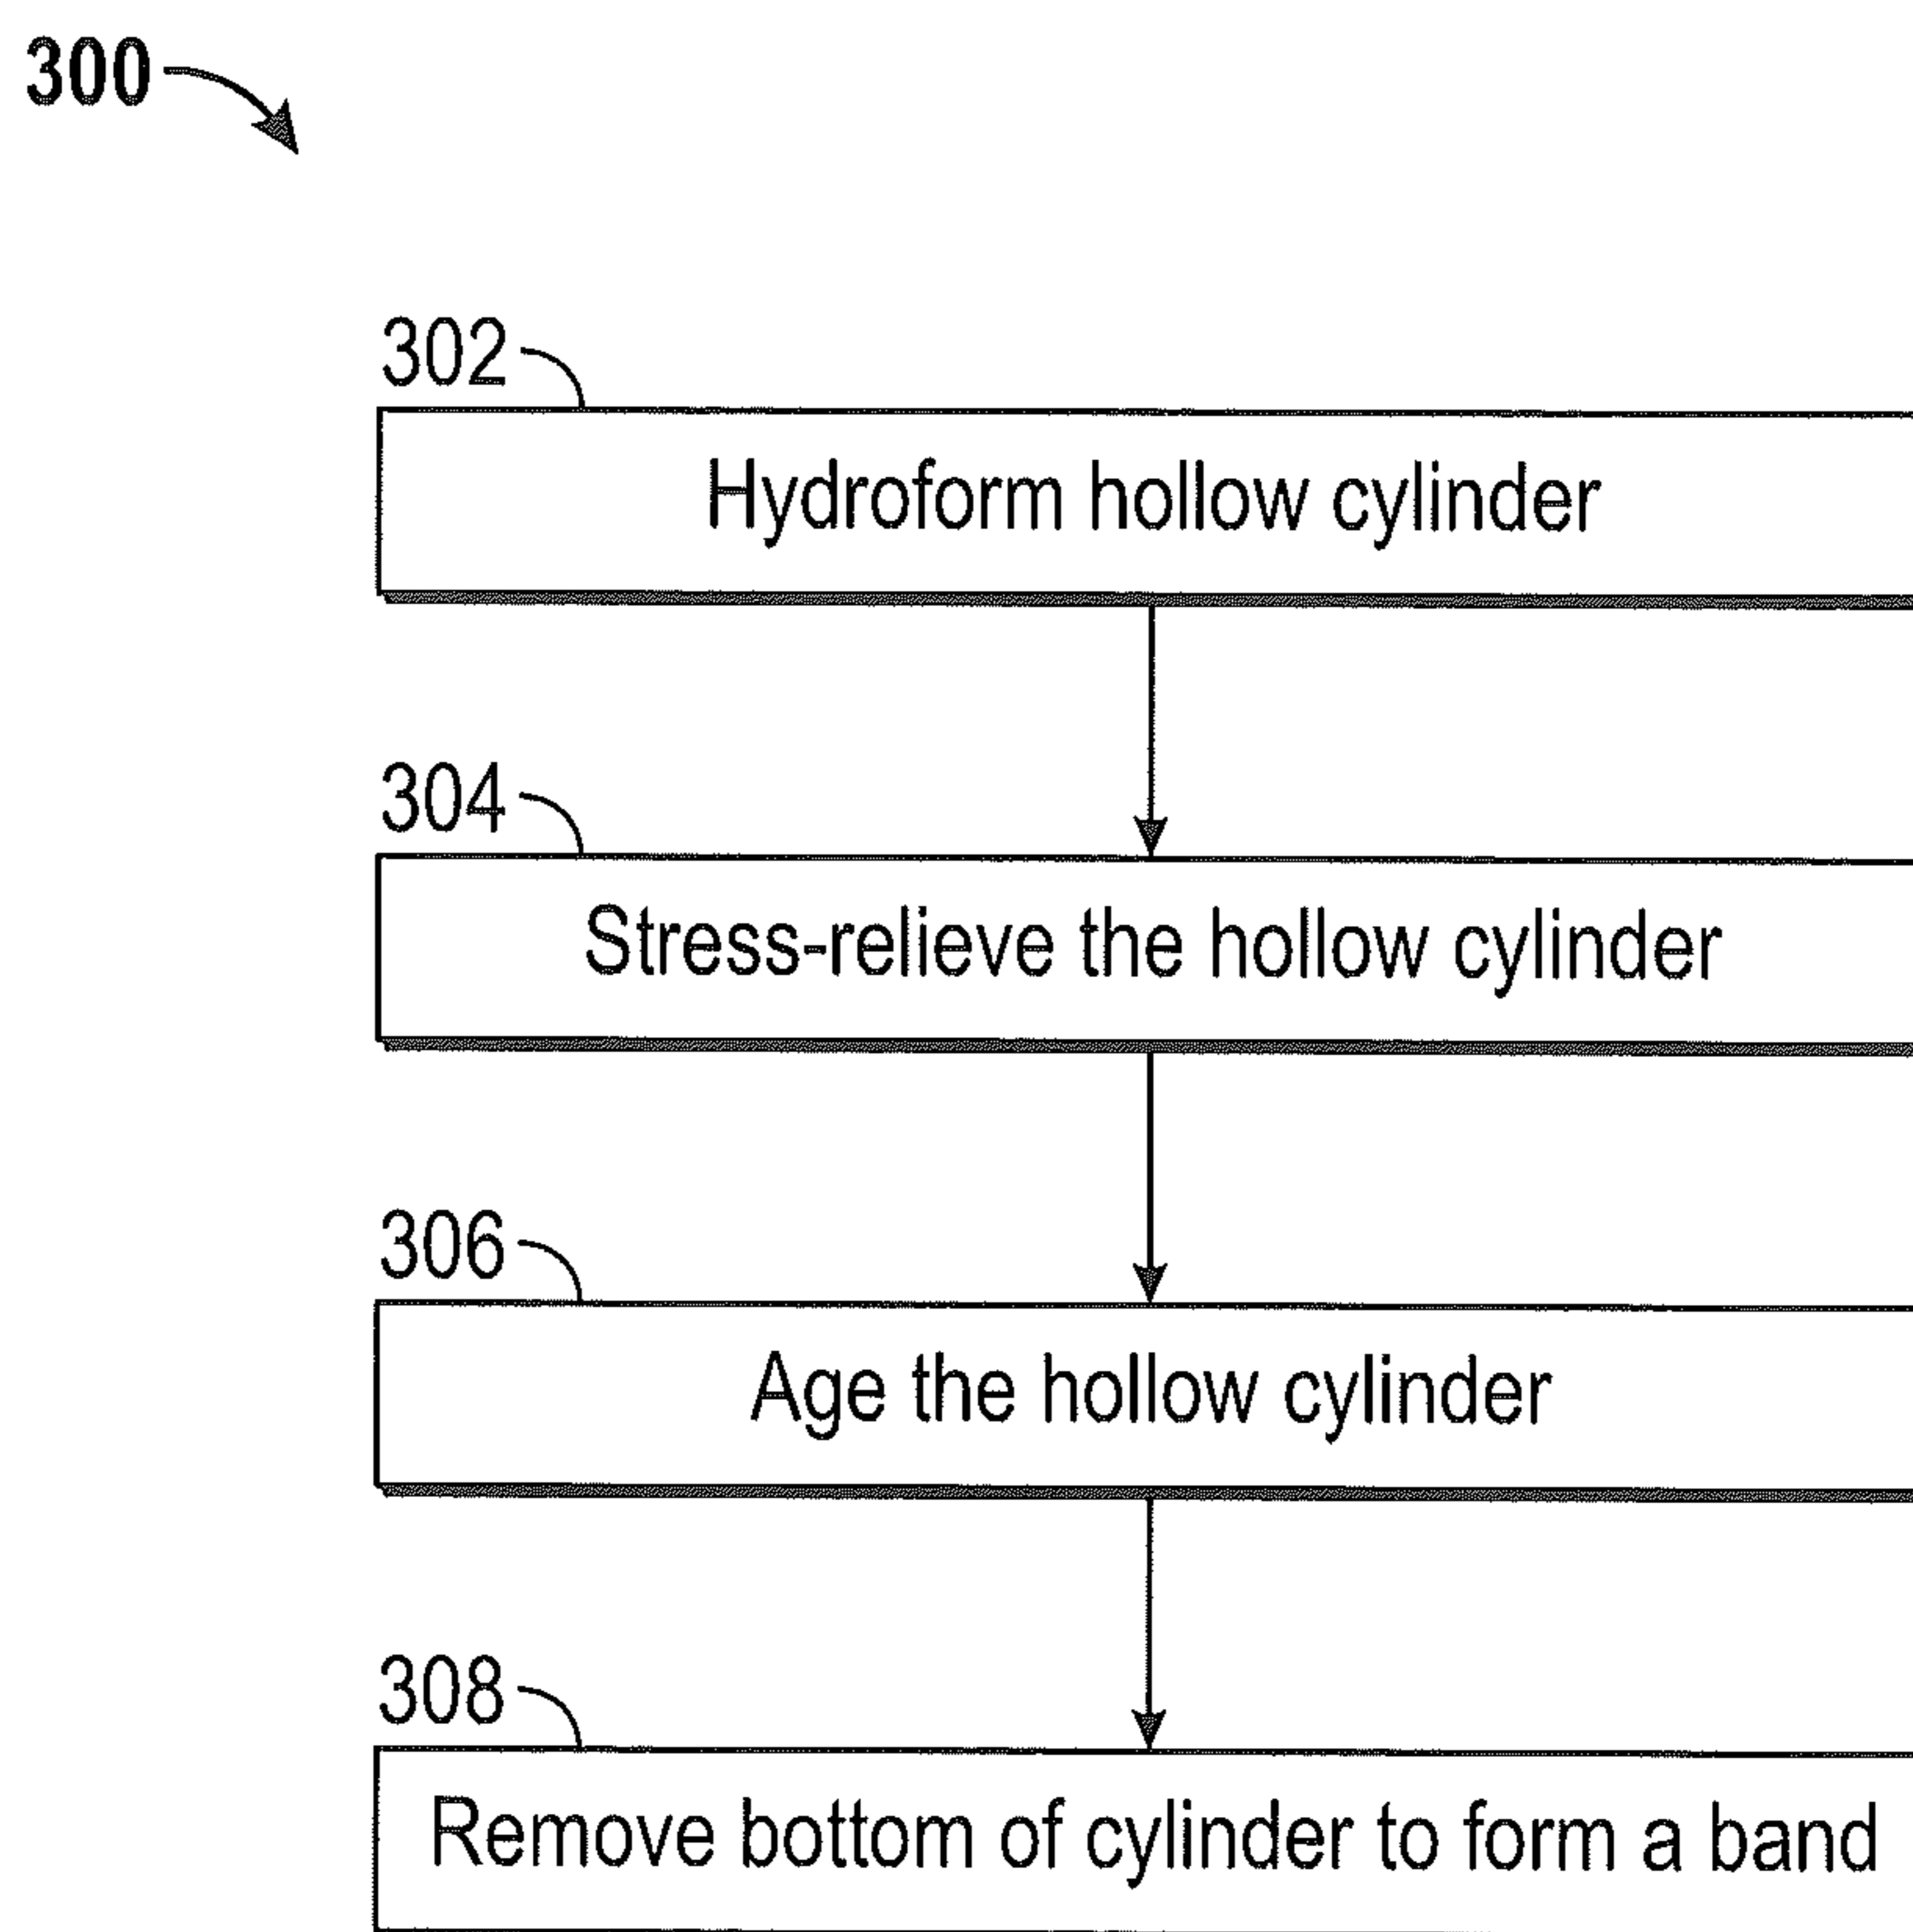 300
302
Hydroform hollow cylinder
304
Stress-relieve the hollow cylinder
306
Age the hollow cylinder
308
Remove bottom of cylinder to form a band